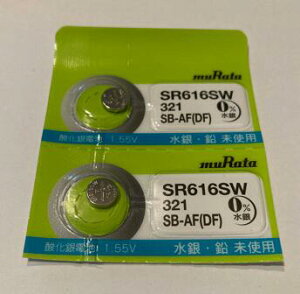 muRata
SR616SW
321
SB-AF(DF)
0%
水銀
酸化銀電池 1.55V
水銀・鉛 未使用
muRata
SR616SW
321
SB-AF(DF)
0%
水銀
酸化銀電池 1.55V
水銀・鉛 未使用